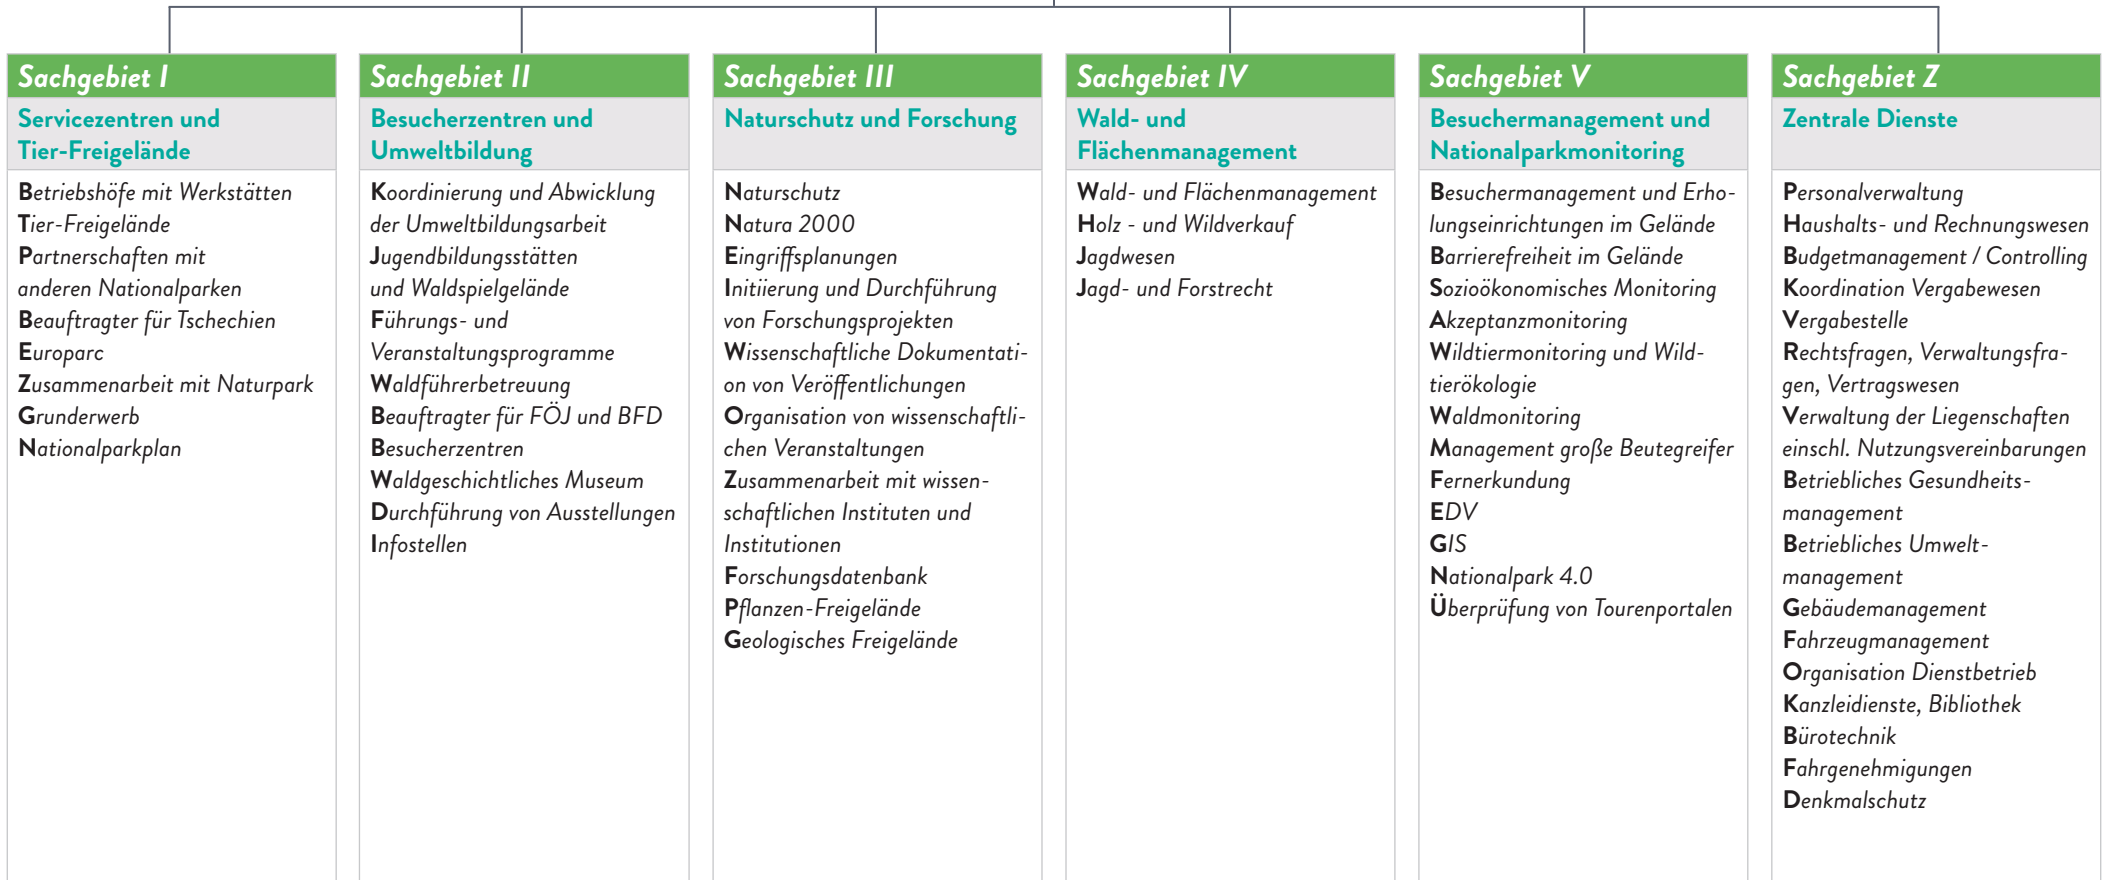 Sachgebiet I
Servicezentren und
Tier-Freigelände
Betriebshöfe mit Werkstätten
Tier-Freigelände
Partnerschaften mit
anderen Nationalparken
Beauftragter für Tschechien
Europarc
Zusammenarbeit mit Naturpark
Grunderwerb
Nationalparkplan
Sachgebiet II
Besucherzentren und
Umweltbildung
Koordinierung und Abwicklung
der Umweltbildungsarbeit
Jugendbildungsstätten
und Waldspielgelände
Führungs- und
Veranstaltungsprogramme
Waldführerbetreuung
Beauftragter für FÖJ und BFD
Besucherzentren
Waldgeschichtliches Museum
Durchführung von Ausstellungen
Infostellen
Sachgebiet III
Naturschutz und Forschung
Naturschutz
Natura 2000
Eingriffsplanungen
Initiierung und Durchführung
von Forschungsprojekten
Wissenschaftliche Dokumentati-
on von Veröffentlichungen
Organisation von wissenschaftli-
chen Veranstaltungen
Zusammenarbeit mit wissen-
schaftlichen Instituten und
Institutionen
Forschungsdatenbank
Pflanzen-Freigelände
Geologisches Freigelände
Sachgebiet IV
Wald- und
Flächenmanagement
Wald- und Flächenmanagement
Holz - und Wildverkauf
Jagdwesen
Jagd- und Forstrecht
Sachgebiet V
Besuchermanagement und
Nationalparkmonitoring
Besuchermanagement und Erho-
lungseinrichtungen im Gelände
Barrierefreiheit im Gelände
Sozioökonomisches Monitoring
Akzeptanzmonitoring
Wildtiermonitoring und Wild-
tierökologie
Waldmonitoring
Management große Beutegreifer
Fernerkundung
EDV
GIS
Nationalpark 4.0
Überprüfung von Tourenportalen
Sachgebiet Z
Zentrale Dienste
Personalverwaltung
Haushalts- und Rechnungswesen
Budgetmanagement / Controlling
Koordination Vergabewesen
Vergabestelle
Rechtsfragen, Verwaltungsfra-
gen, Vertragswesen
Verwaltung der Liegenschaften
einschl. Nutzungsvereinbarungen
Betriebliches Gesundheits-
management
Betriebliches Umwelt-
management
Gebäudemanagement
Fahrzeugmanagement
Organisation Dienstbetrieb
Kanzleidienste, Bibliothek
Bürotechnik
Fahrgenehmigungen
Denkmalschutz